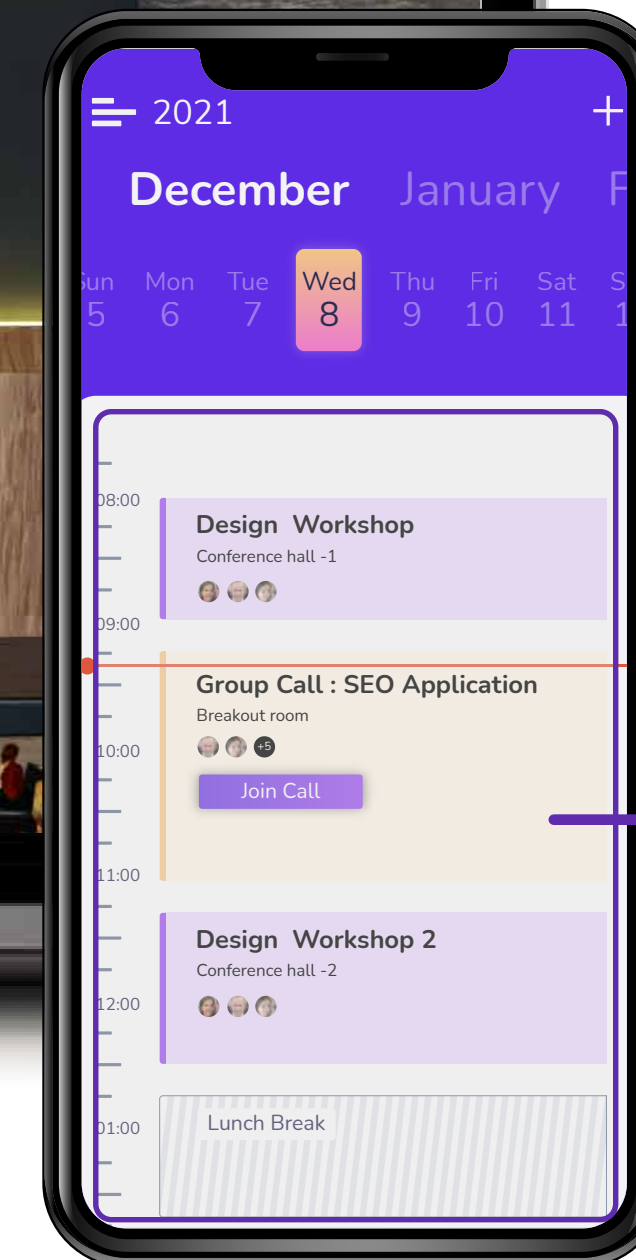 2021 +
December January F
Sun Mon Tue Wed Thu Fri Sat S
5 6 7 8 9 10 11 1
08:00
Design Workshop
Conference hall -1
09:00
Group Call : SEO Application
Breakout room
10:00
+5
Join Call
11:00
Design Workshop 2
Conference hall -2
12:00
01:00
Lunch Break